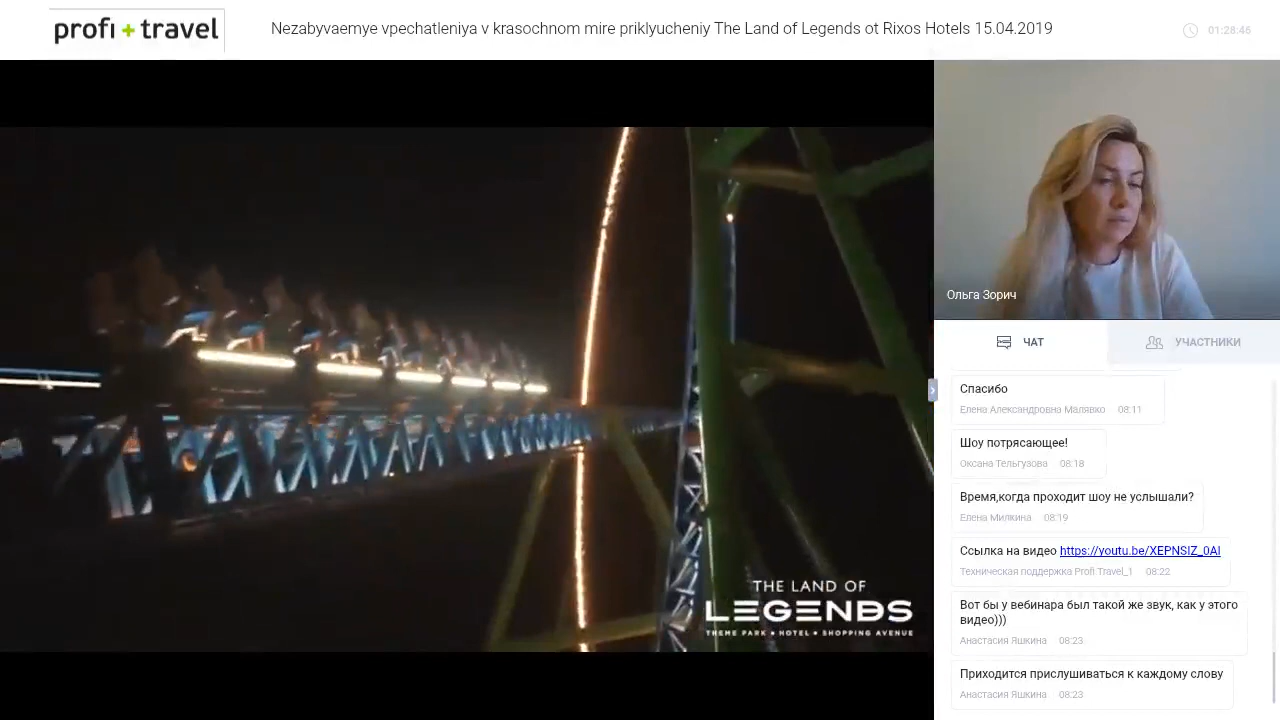 profi + travel
Nezabyvaemye vpechatleniya v krasochnom mire priklyucheniy The Land of Legends ot Rixos Hotels 15.04.2019
01:28:46
THE LAND OF
LEGENDS
THEME PARK • HOTEL • SHOPPING AVENUE
Ольга Зорич
ЧАТ
УЧАСТНИКИ
Спасибо
Елена Александровна Малявко 08:11
Шоу потрясающее!
Оксана Тельгузова 08:18
Время,когда проходит шоу не услышали?
Елена Милкина 08:19
Ссылка на видео https://youtu.be/XEPNSIZ_0AI
Техническая поддержка Profi Travel_1 08:22
Вот бы у вебинара был такой же звук, как у этого
видео)))
Анастасия Яшкина 08:23
Приходится прислушиваться к каждому слову
Анастасия Яшкина 08:23